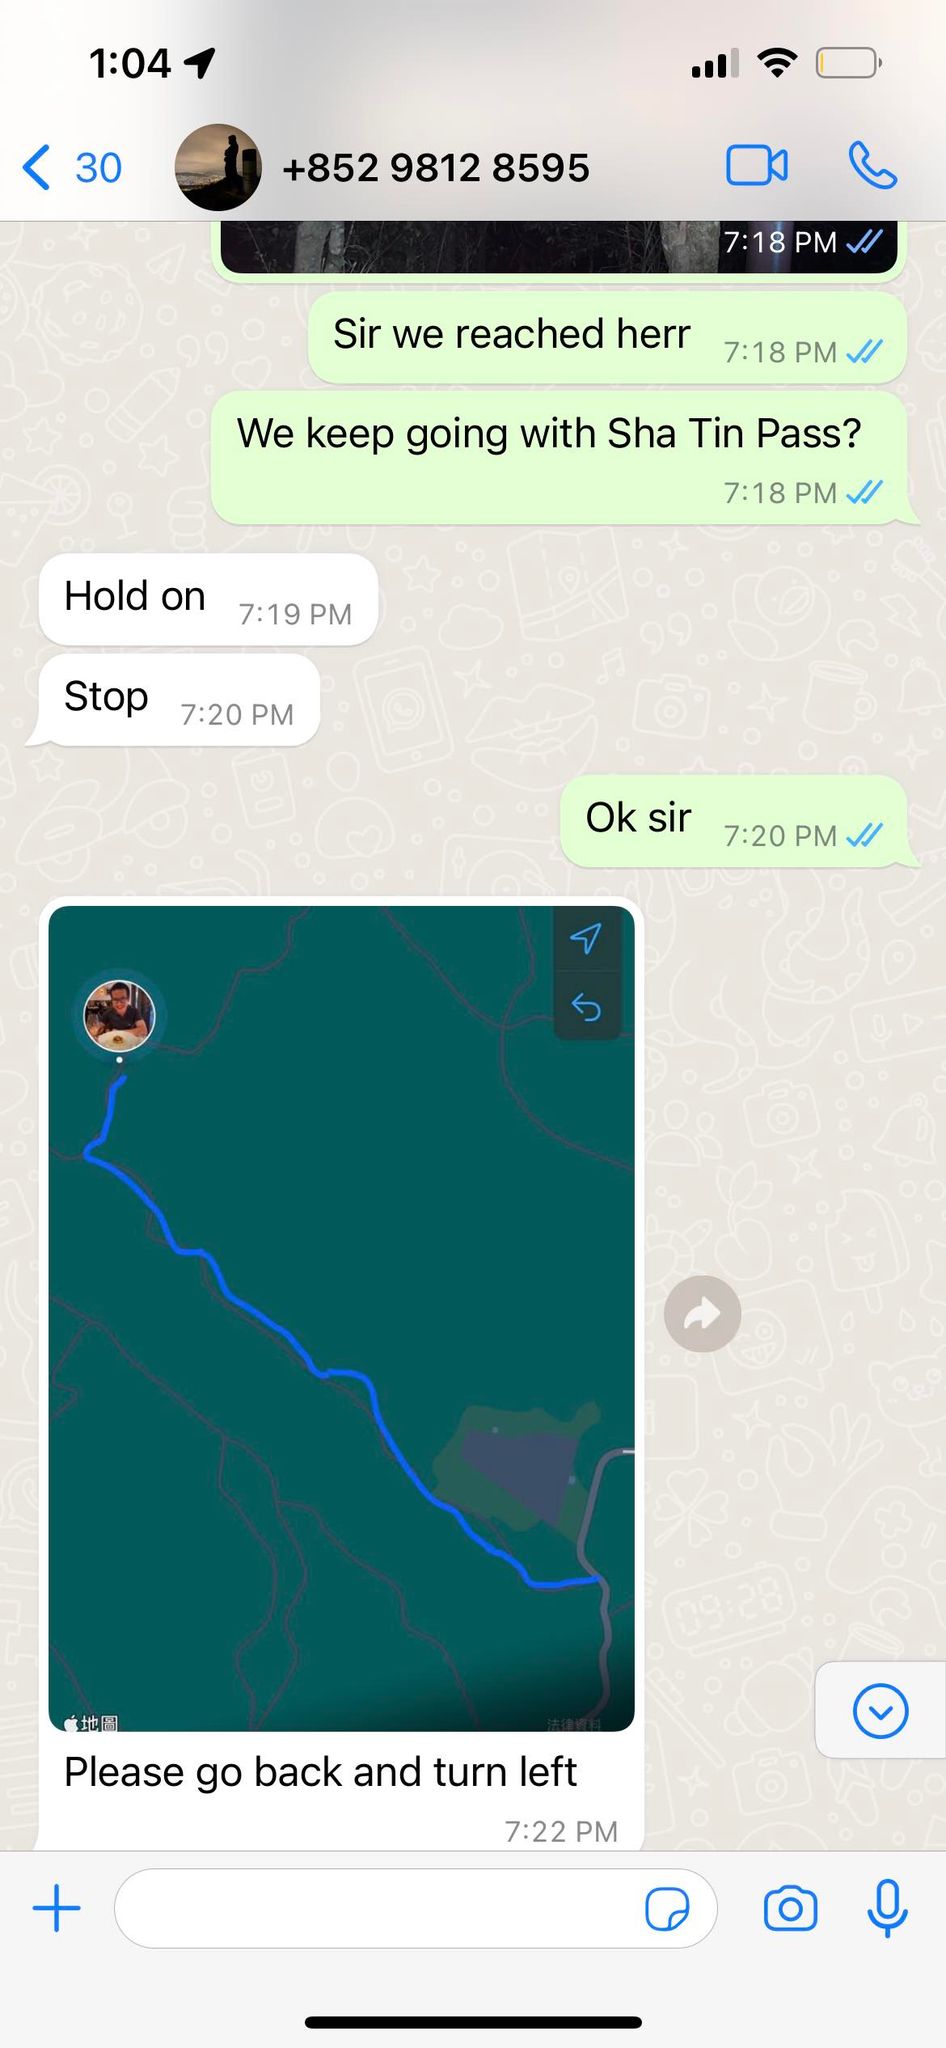 1:04
30
+852 9812 8595
7:18 PM
Sir we reached herr
7:18 PM
We keep going with Sha Tin Pass?
7:18 PM
Hold on
7:19 PM
Stop
7:20 PM
Ok sir
7:20 PM
地圖
法律資料
Please go back and turn left
7:22 PM